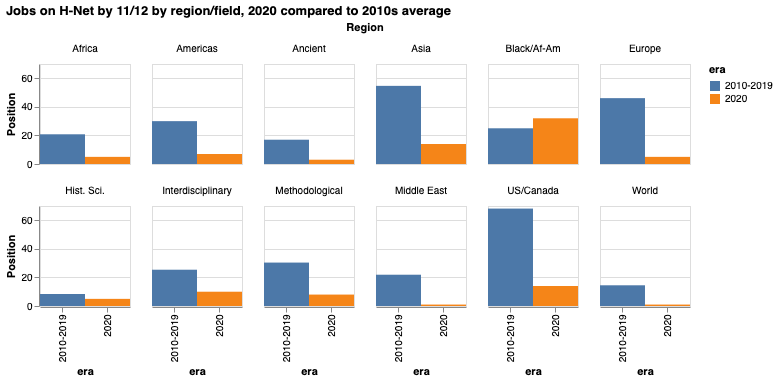 Jobs on H-Net by 11/12 by region/field, 2020 compared to 2010s average
Region
Africa Americas Ancient Asia Black/Af-Am Europe
era
2010-2019
2020
Position
60
40
20
0
Hist. Sci. Interdisciplinary Methodological Middle East US/Canada World
Position
60
40
20
0
2010-2019 2020 2010-2019 2020 2010-2019 2020 2010-2019 2020 2010-2019 2020 2010-2019 2020
era era era era era era